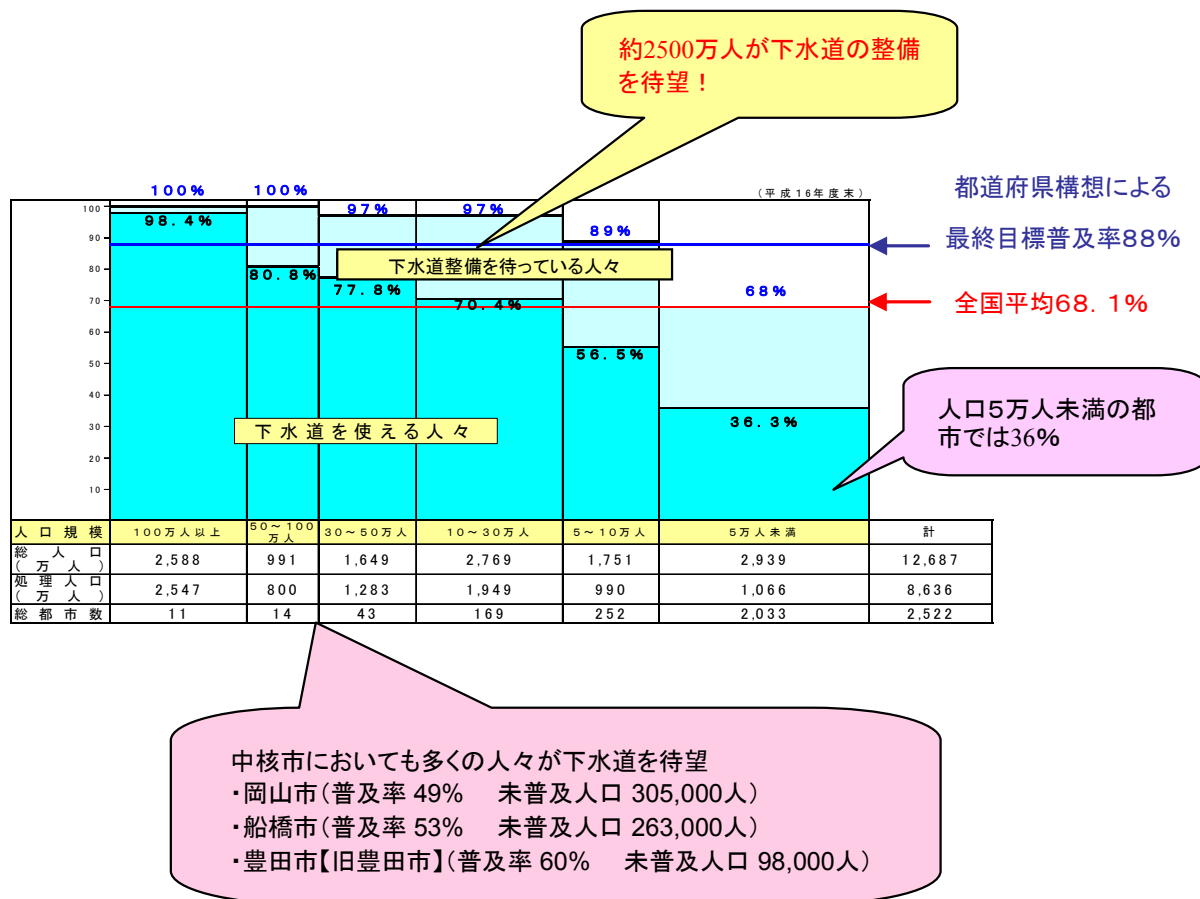 約2500万人が下水道の整備
を待望！
(平成16年度末)
都道府県構想による
最終目標普及率88%
全国平均68.1%
100% 100% 97% 97% 89% 68%
98.4% 80.8% 77.8% 70.4% 56.5% 36.3%
100
90
80
70
60
50
40
30
20
10
下水道整備を待っている人々
下水道を使える人々
人口5万人未満の都
市では36%
人口規模 100万人以上 50～100万人 30～50万人 10～30万人 5～10万人 5万人未満 計
総人口(万人) 2,588 991 1,649 2,769 1,751 2,939 12,687
処理人口(万人) 2,547 800 1,283 1,949 990 1,066 8,636
総都市数 11 14 43 169 252 2,033 2,522
中核市においても多くの人々が下水道を待望
・岡山市(普及率 49% 未普及人口 305,000人)
・船橋市(普及率 53% 未普及人口 263,000人)
・豊田市【旧豊田市】(普及率 60% 未普及人口 98,000人)